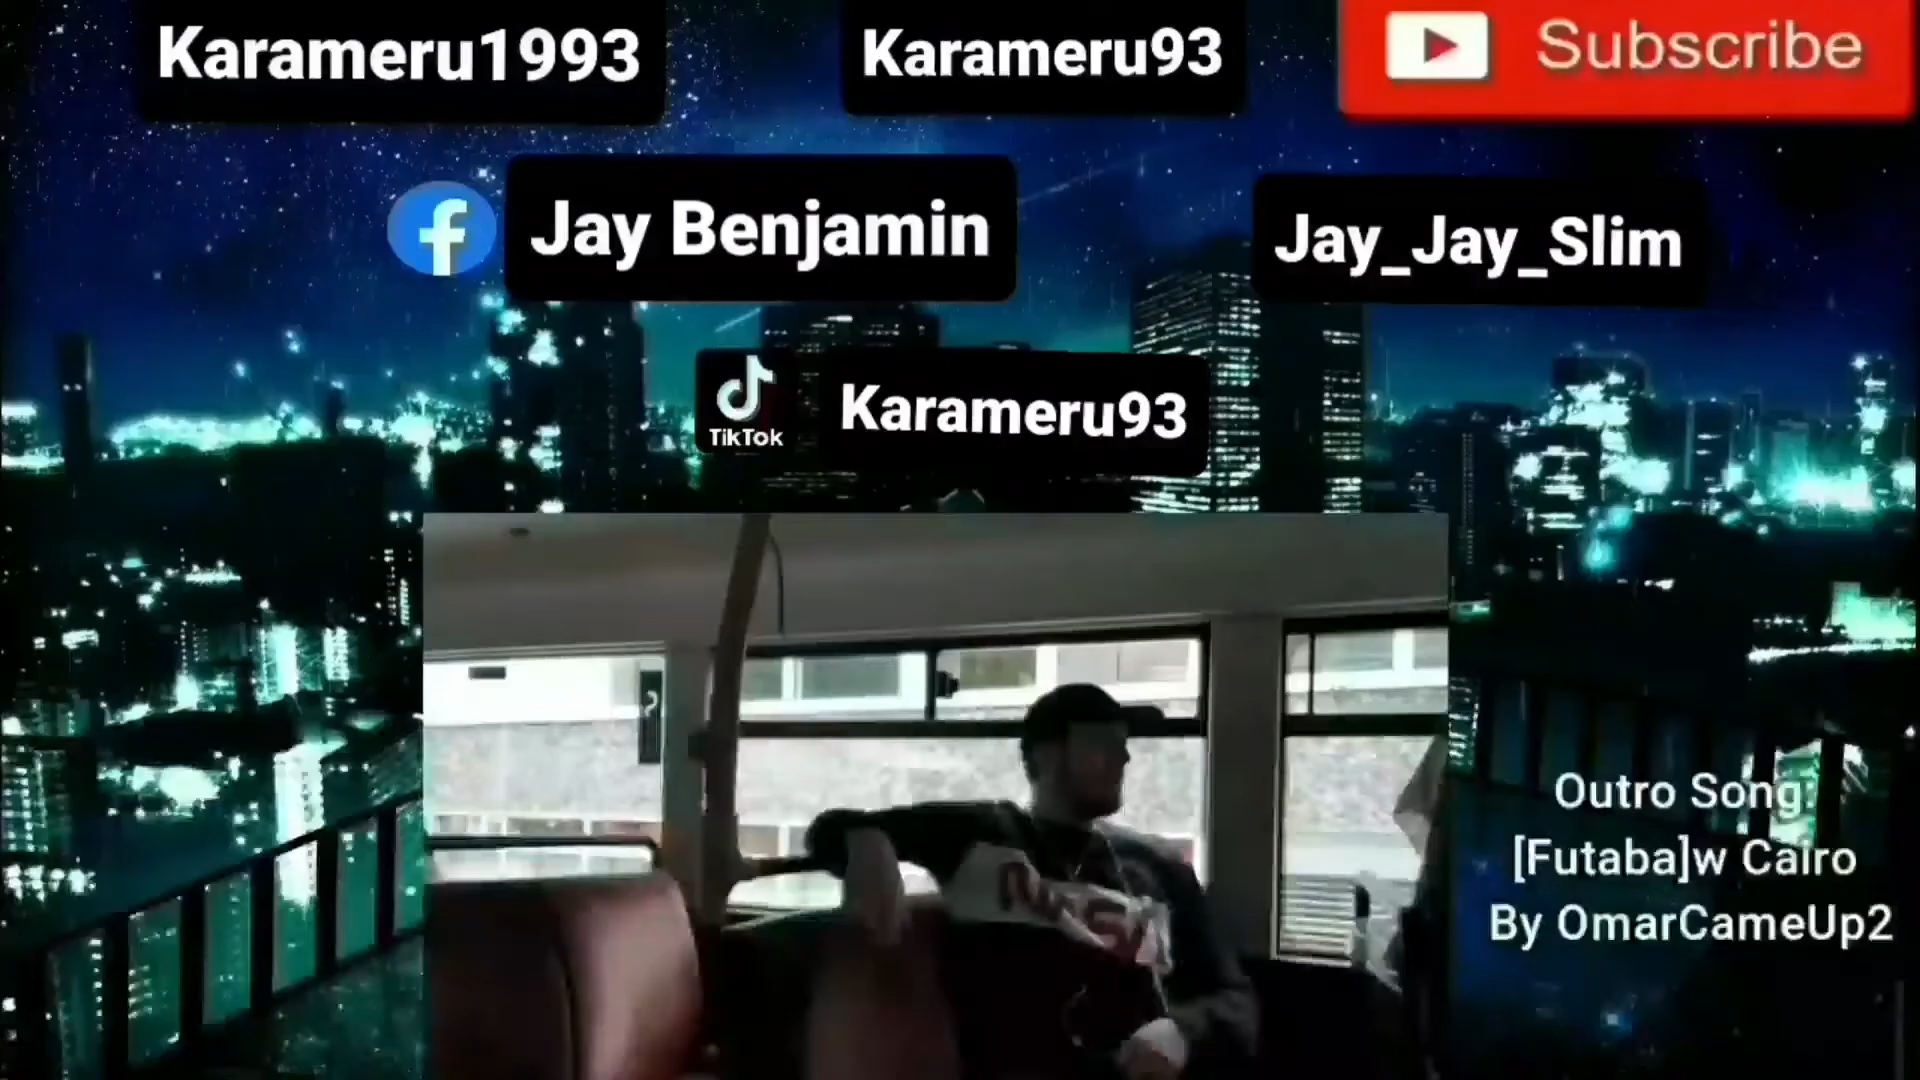 Karameru1993
Karameru93
Subscribe
Jay Benjamin
Jay_Jay_Slim
TikTok
Karameru93
Outro Song:
[Futaba]w Cairo
By OmarCameUp2